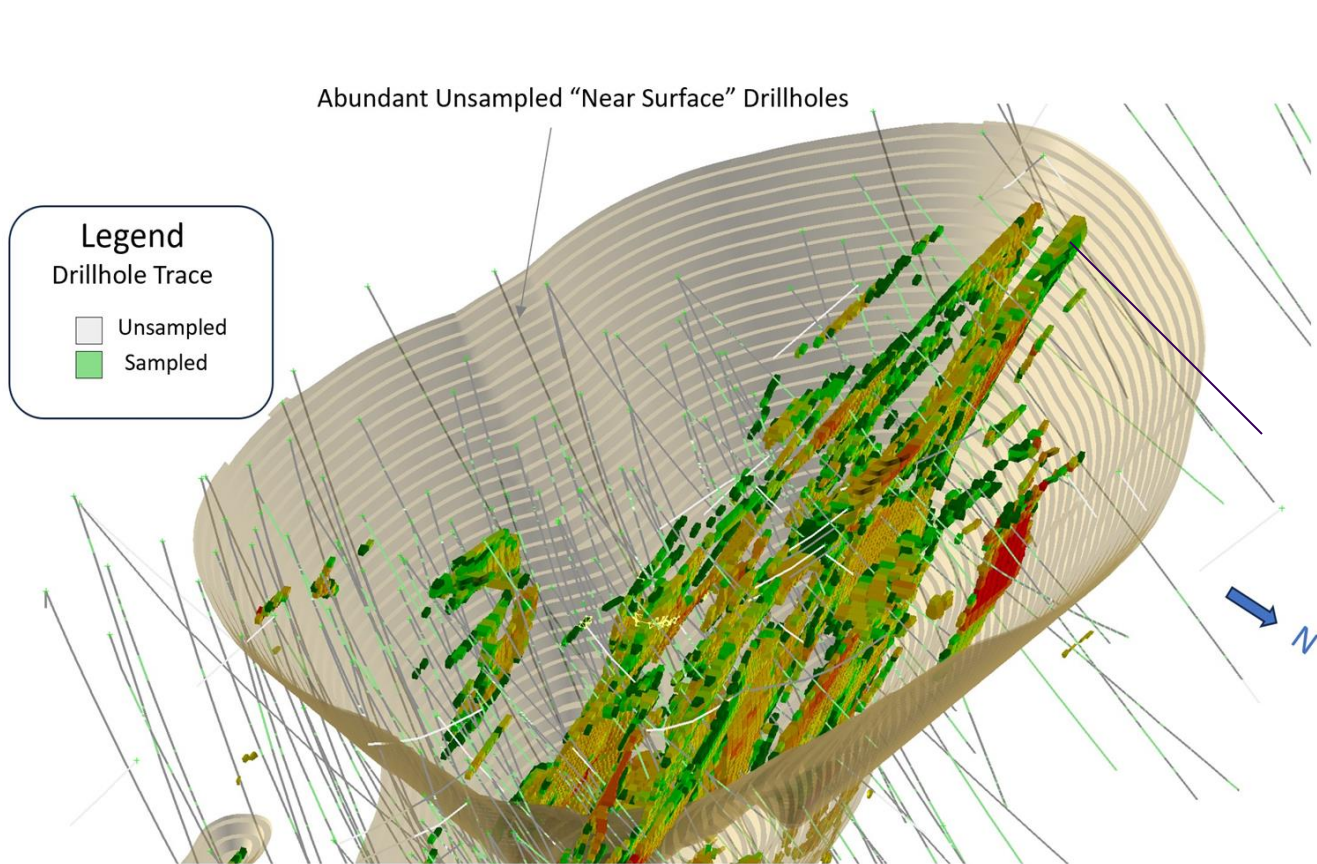 Abundant Unsampled “Near Surface” Drillholes
Legend
Drillhole Trace
Unsampled
Sampled
N